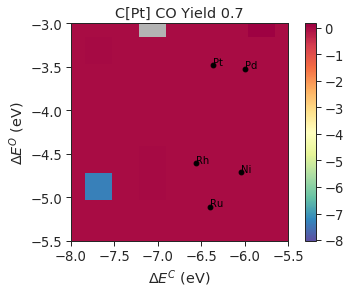 C[Pt] CO Yield 0.7
−3.0
−3.5
−4.0
−4.5
−5.0
−5.5
ΔE^O (eV)
Pt
Pd
Rh
Ni
Ru
−8.0 −7.5 −7.0 −6.5 −6.0 −5.5
ΔE^C (eV)
0
−1
−2
−3
−4
−5
−6
−7
−8